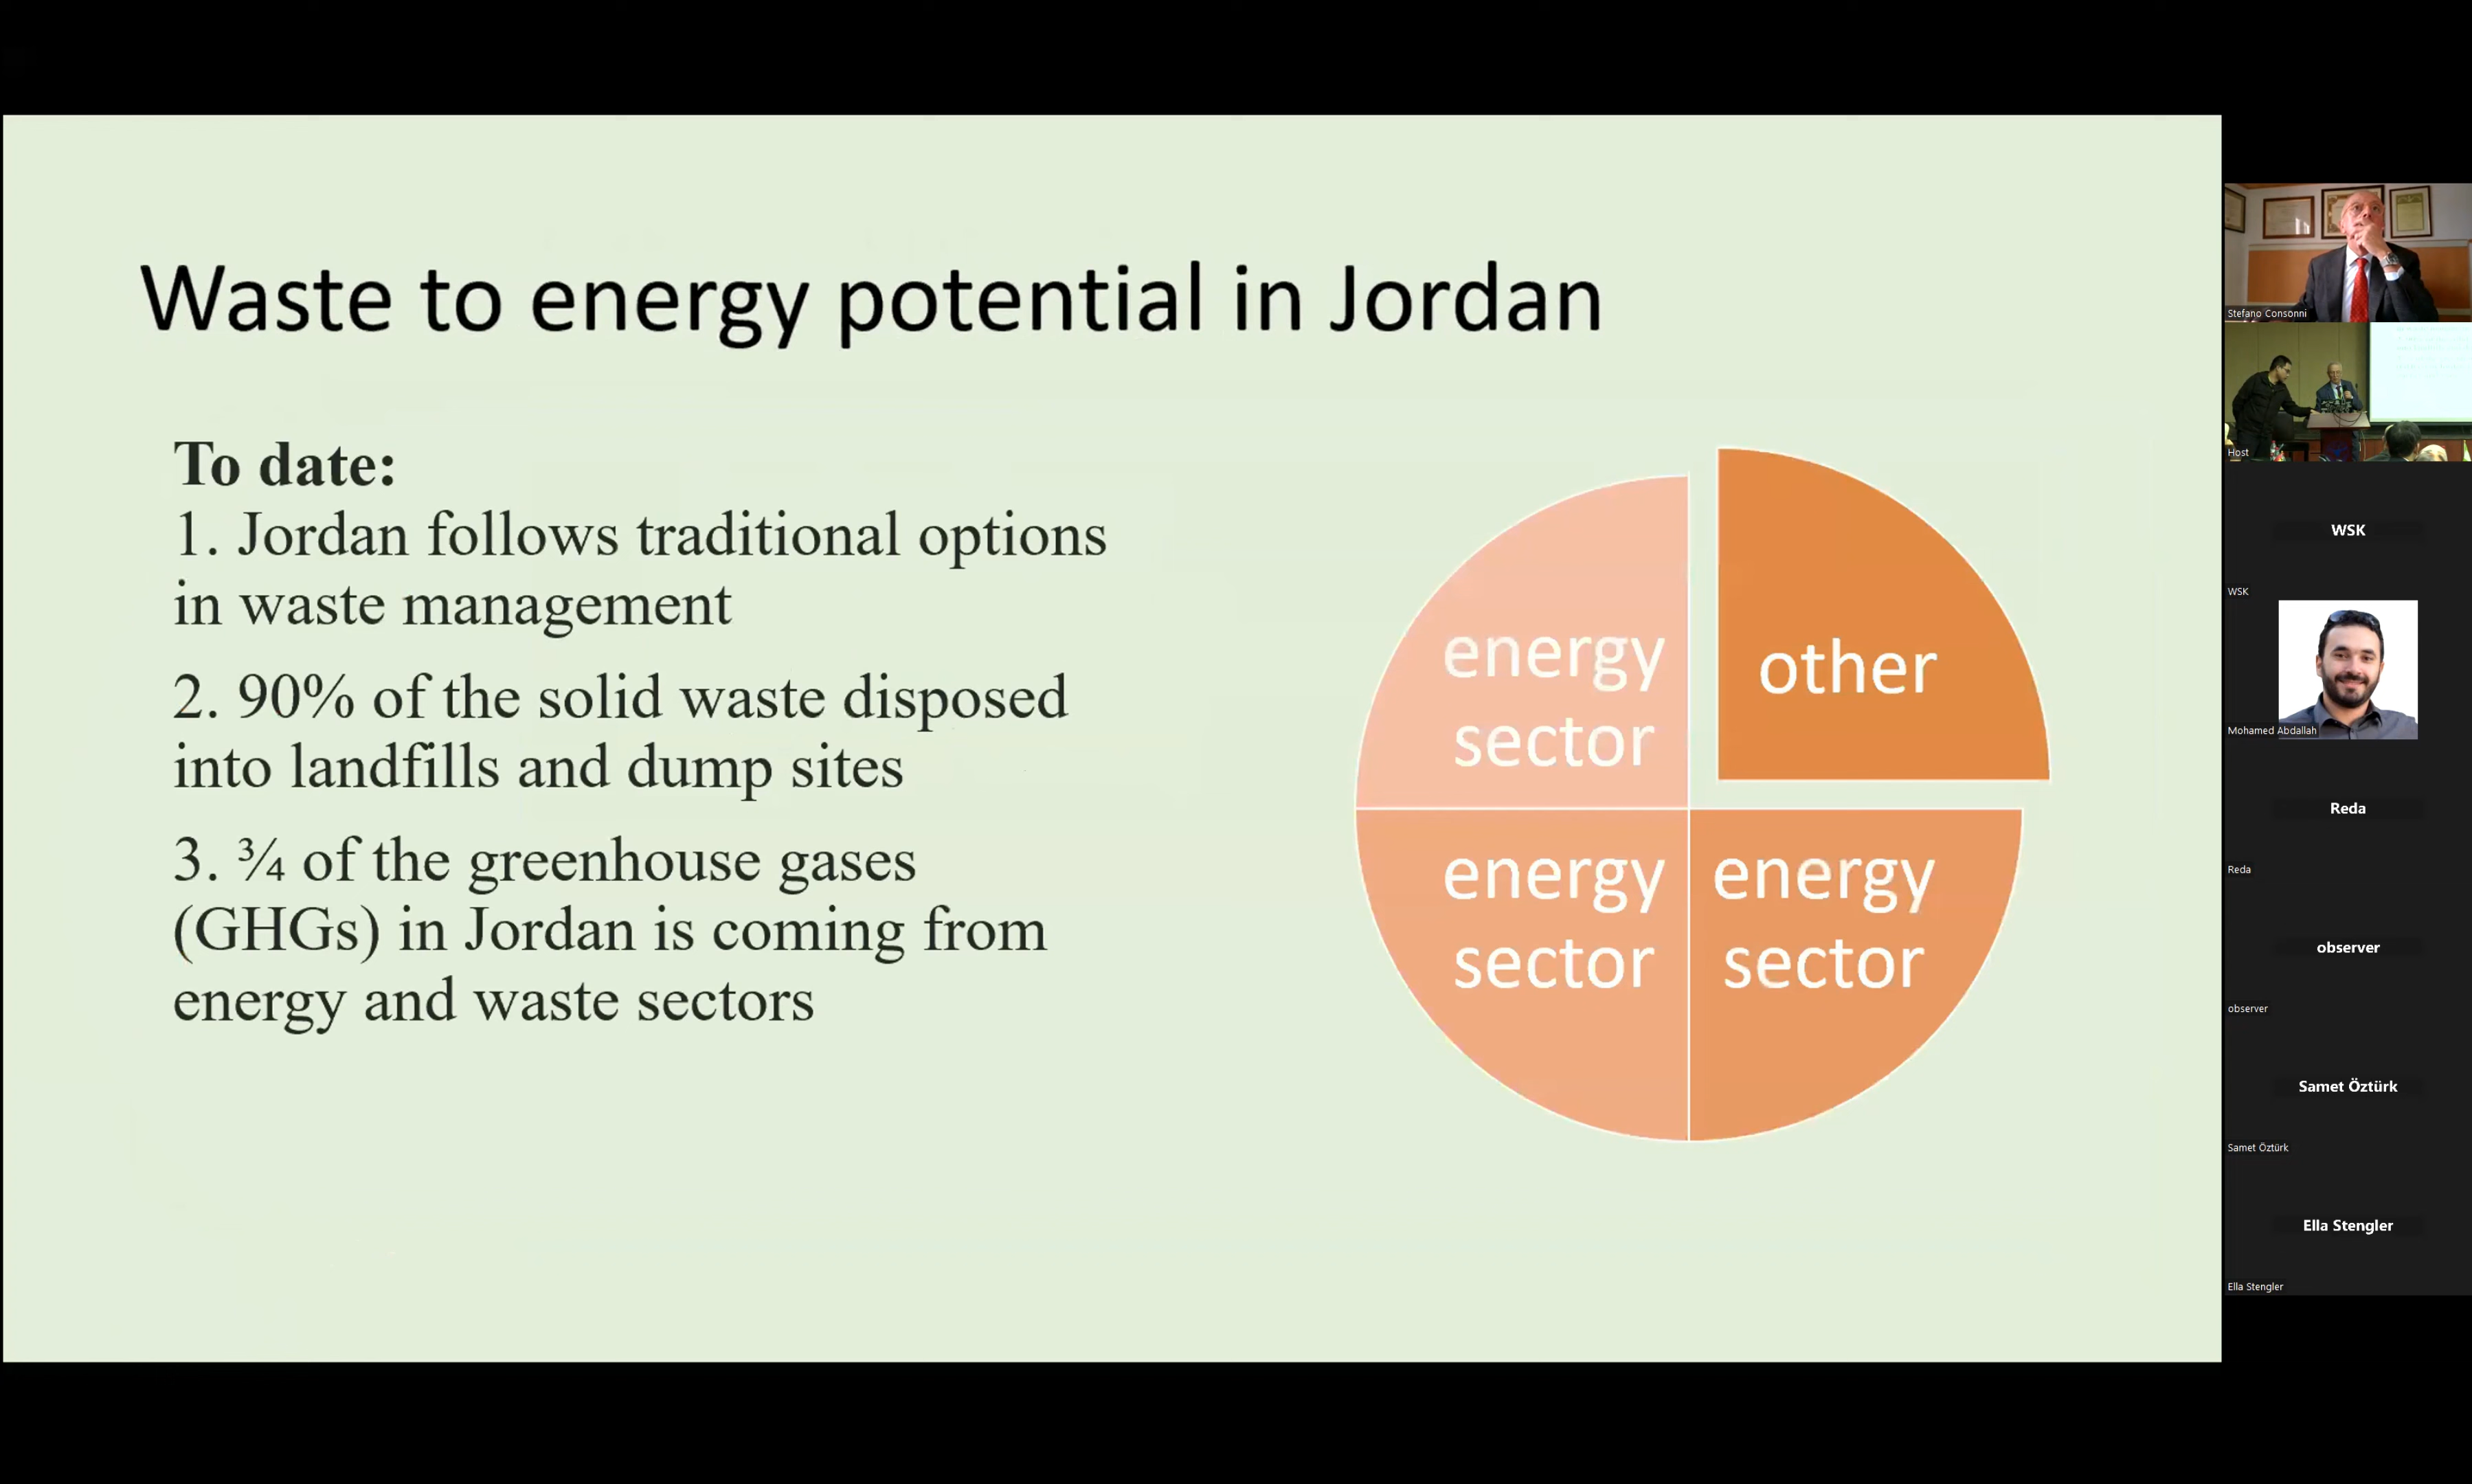 Waste to energy potential in Jordan
To date:
1. Jordan follows traditional options
in waste management
2. 90% of the solid waste disposed
into landfills and dump sites
3. ¾ of the greenhouse gases
(GHGs) in Jordan is coming from
energy and waste sectors
energy
sector
other
energy
sector
energy
sector
Stefano Consonni
Host
WSK
WSK
Mohamed Abdallah
Reda
Reda
observer
observer
Samet Öztürk
Samet Öztürk
Ella Stengler
Ella Stengler